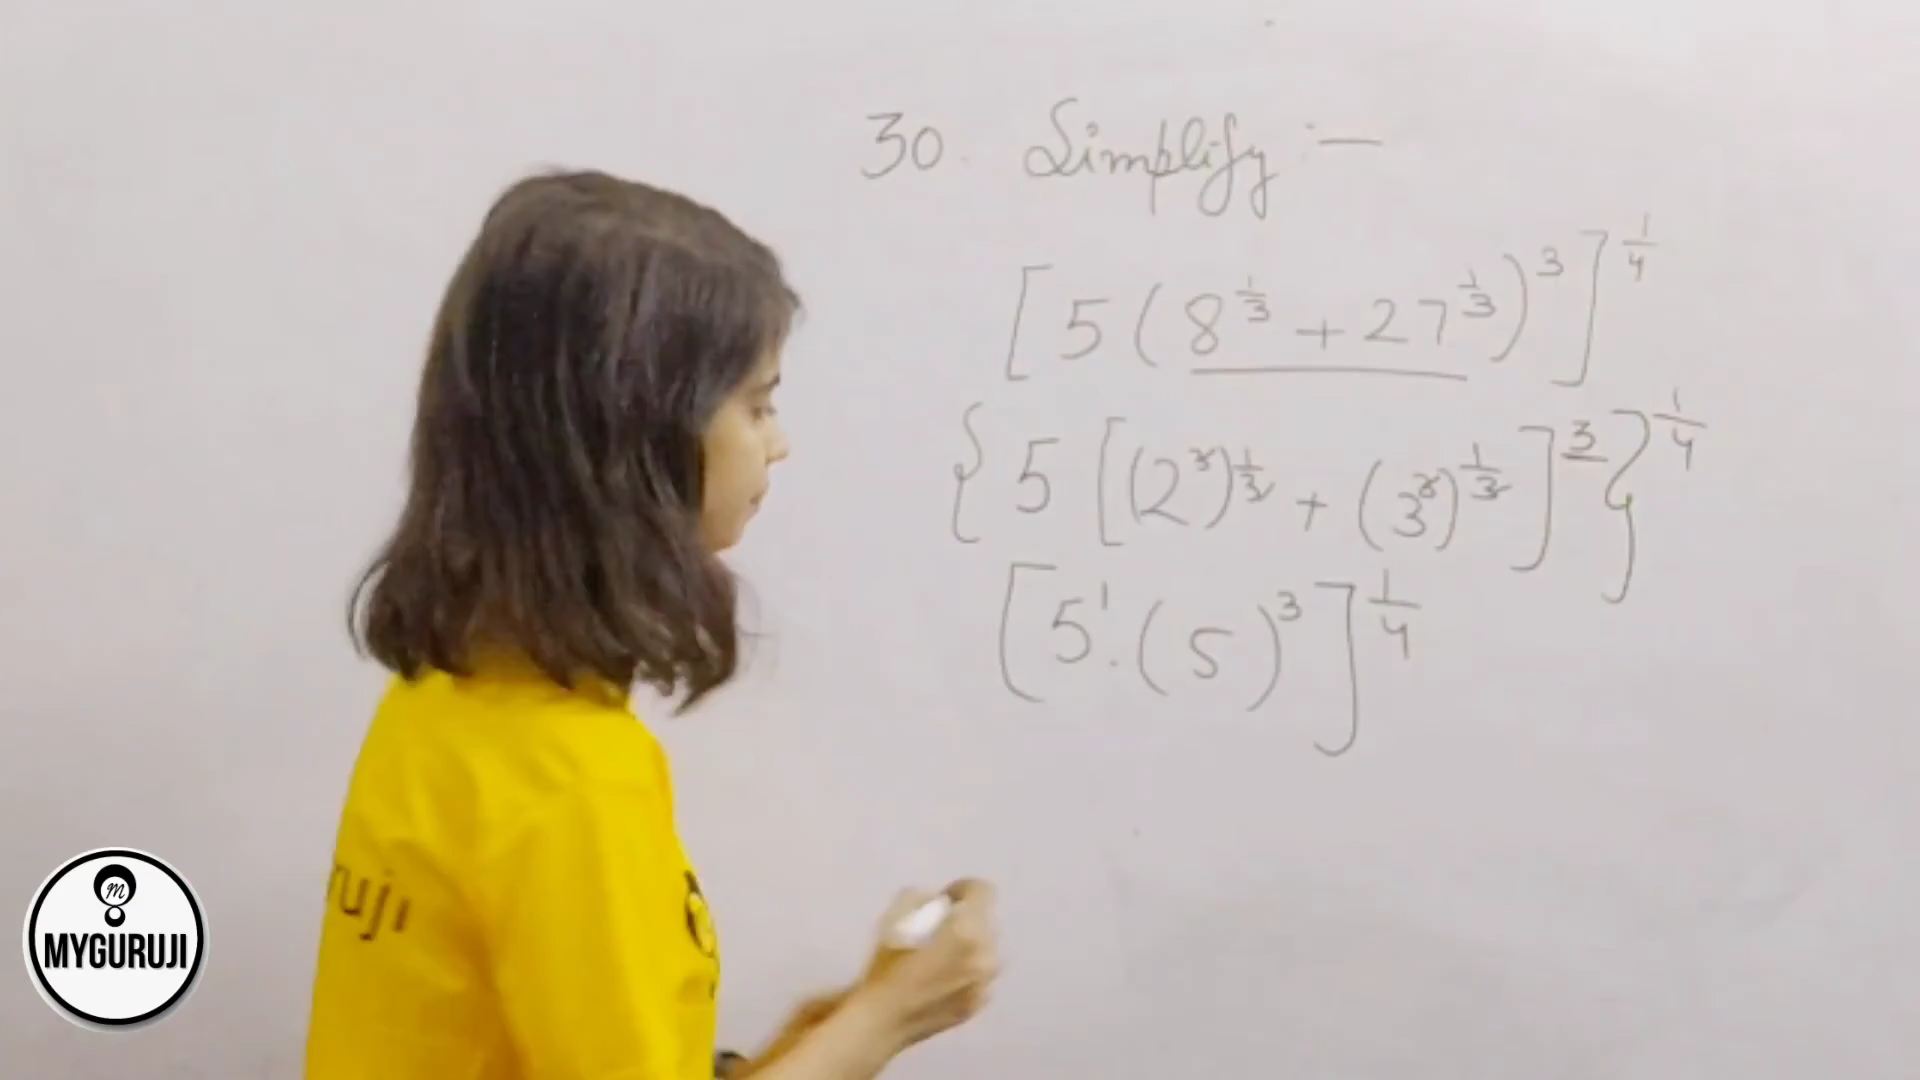 30. Simplify :-
[5(8^{1/3} + 27^{1/3})^3]^{1/4}
{5[(2^3)^{1/3} + (3^3)^{1/3}]^3}^{1/4}
[5^1.(5)^3]^{1/4}
ruji
m
MYGURUJI